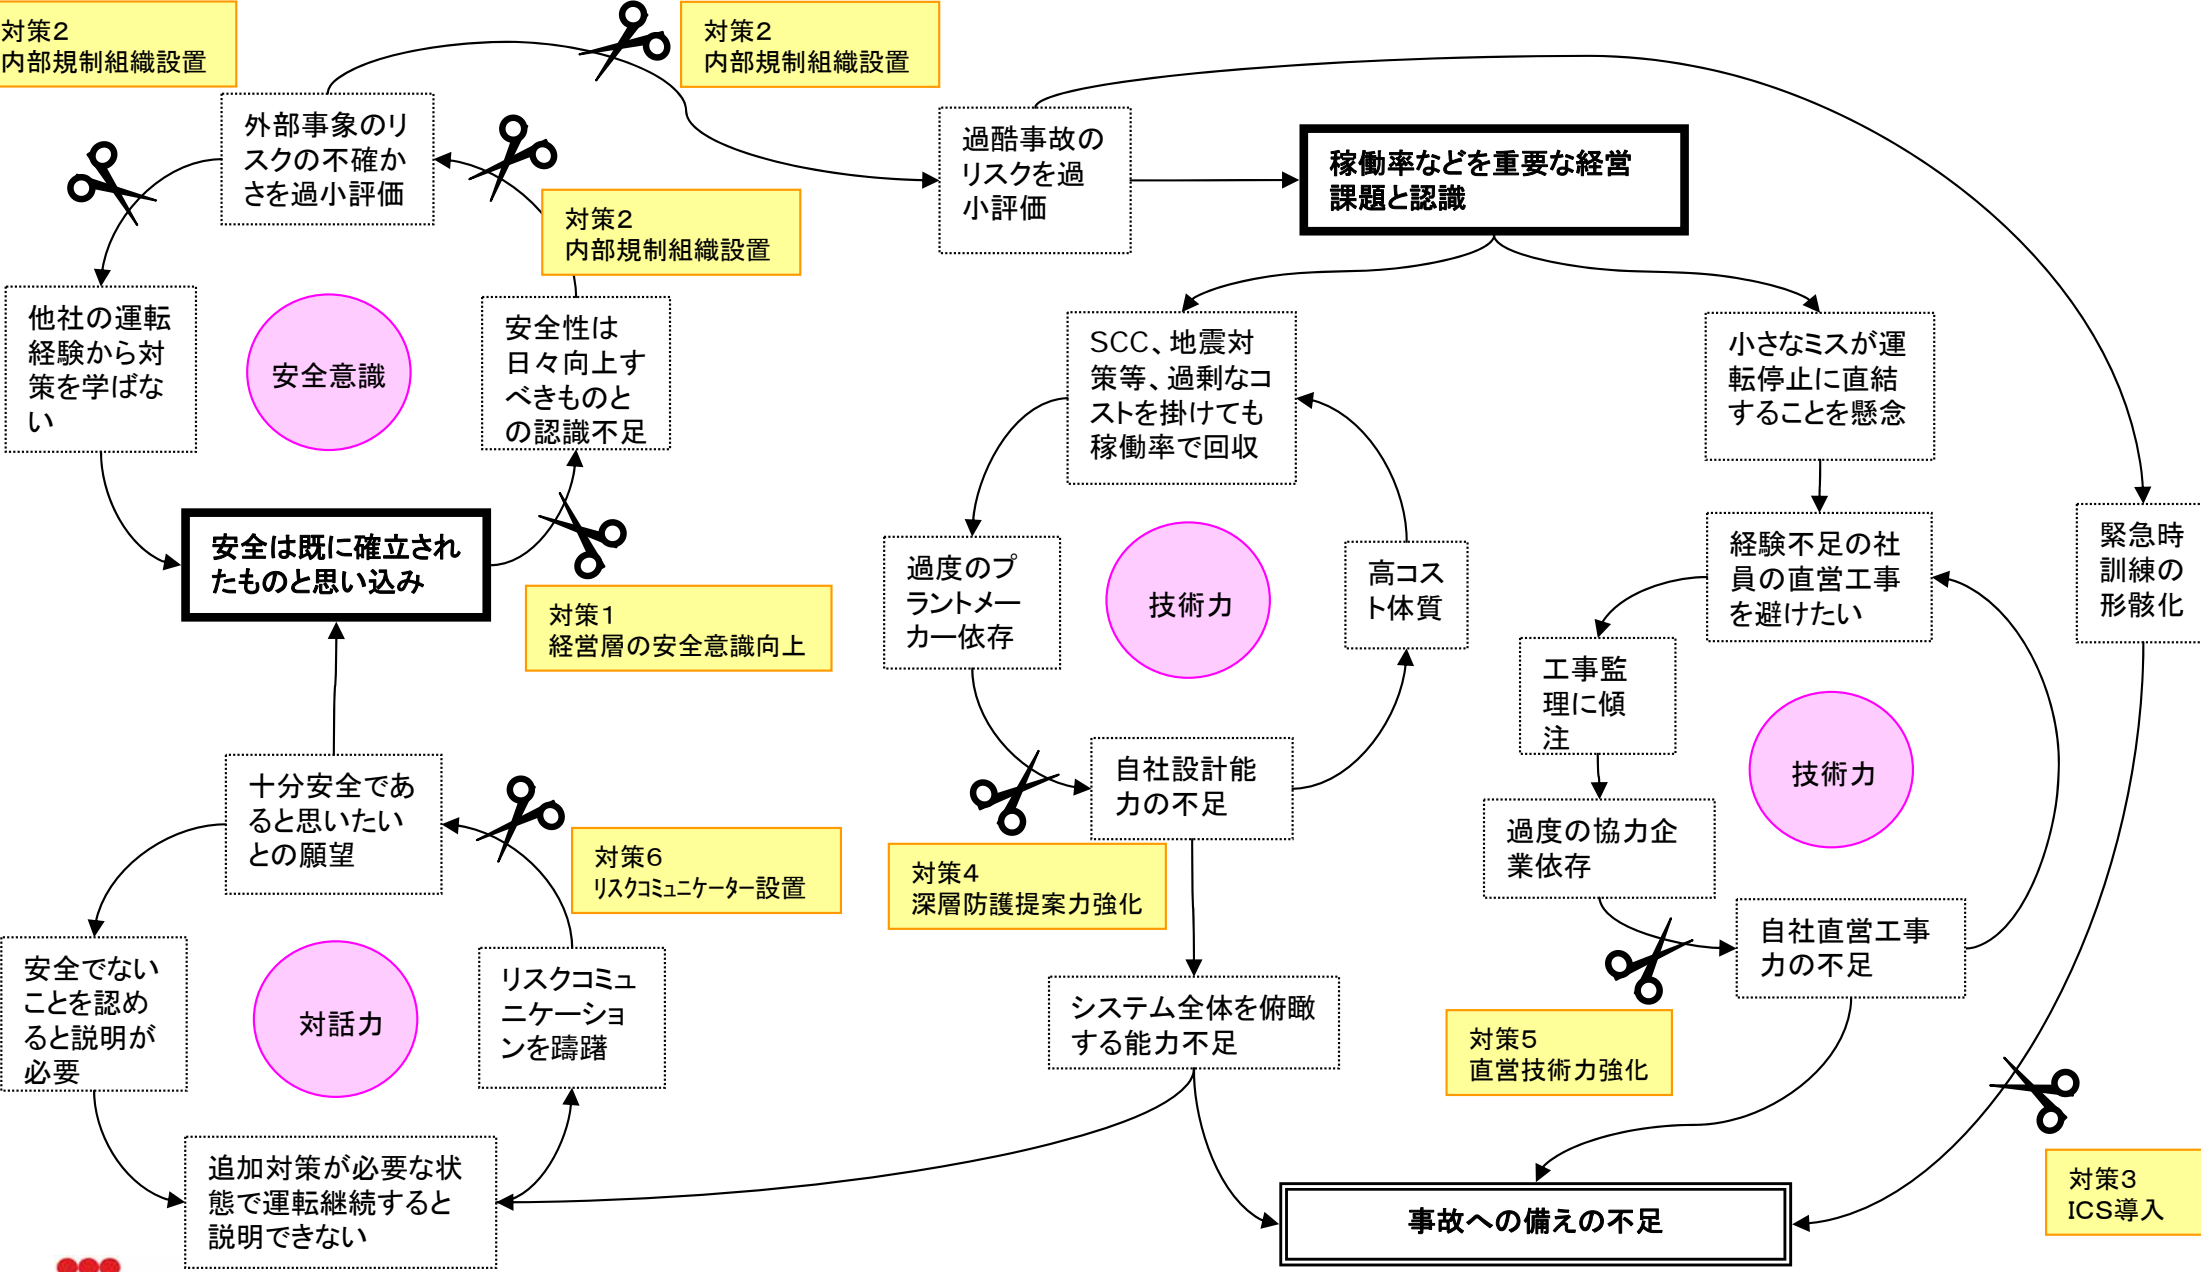 対策2
内部規制組織設置
対策2
内部規制組織設置
外部事象のリ
スクの不確か
さを過小評価
過酷事故の
リスクを過
小評価
稼働率などを重要な経営
課題と認識
対策2
内部規制組織設置
他社の運転
経験から対
策を学ばな
い
安全意識
安全性は
日々向上す
べきものと
の認識不足
SCC、地震対
策等、過剰なコ
ストを掛けても
稼働率で回収
小さなミスが運
転停止に直結
することを懸念
安全は既に確立され
たものと思い込み
対策1
経営層の安全意識向上
過度のプ
ラントメー
カー依存
技術力
高コス
ト体質
経験不足の社
員の直営工事
を避けたい
緊急時
訓練の
形骸化
工事監
理に傾
注
技術力
十分安全であ
ると思いたい
との願望
対策6
リスクコミュニケーター設置
自社設計能
力の不足
対策4
深層防護提案力強化
過度の協力企
業依存
自社直営工事
力の不足
安全でない
ことを認め
ると説明が
必要
対話力
リスクコミュ
ニケーショ
ンを躊躇
システム全体を俯瞰
する能力不足
対策5
直営技術力強化
追加対策が必要な状
態で運転継続すると
説明できない
事故への備えの不足
対策3
ICS導入